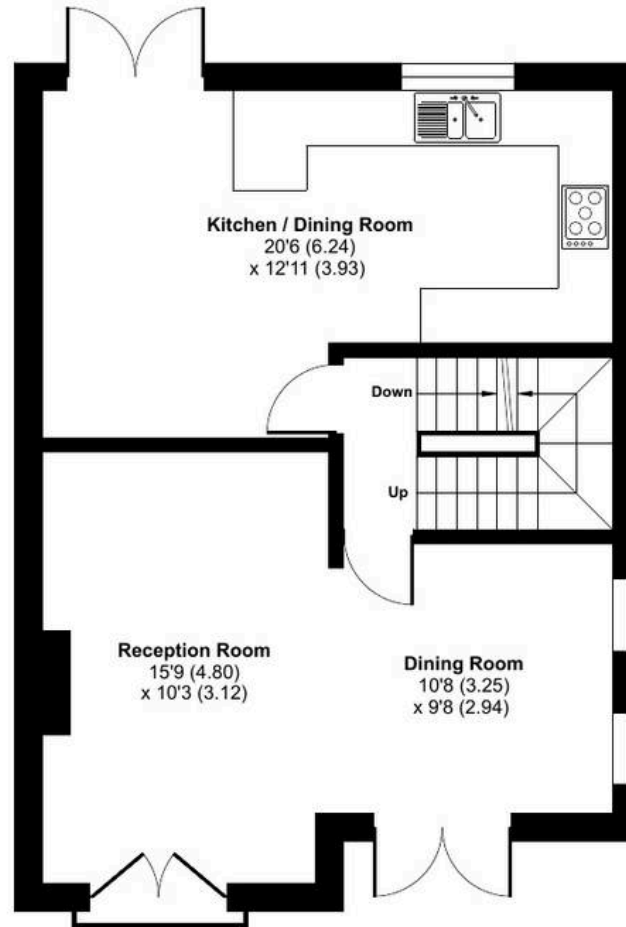 Kitchen / Dining Room
20'6 (6.24)
x 12'11 (3.93)
Down
Up
Reception Room
15'9 (4.80)
x 10'3 (3.12)
Dining Room
10'8 (3.25)
x 9'8 (2.94)